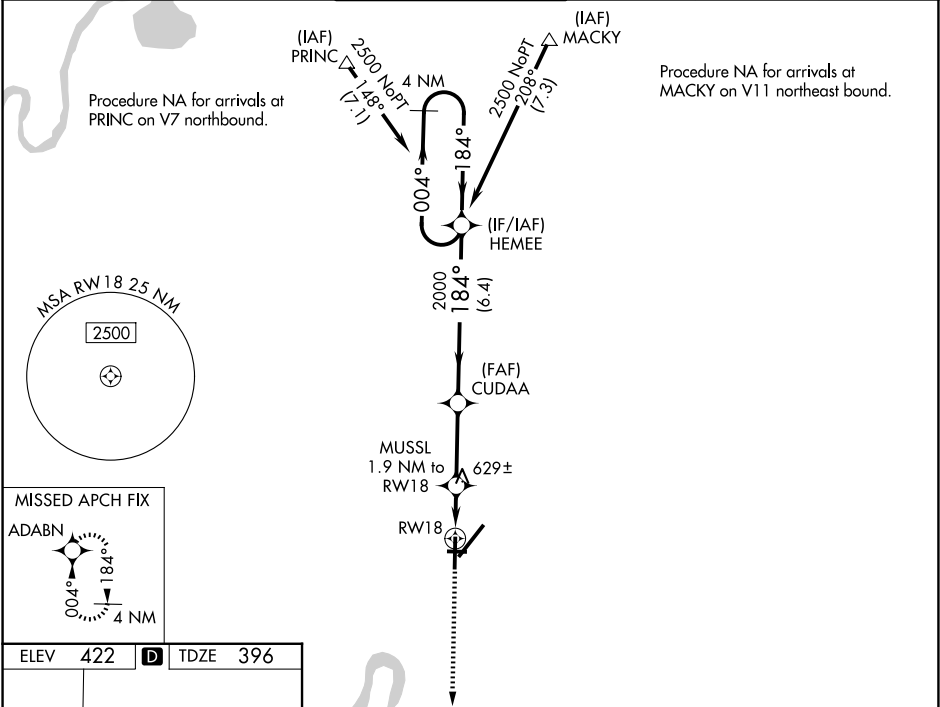 (IAF)
PRINC
2500 NoPT
148°
(7.1)
4 NM
(IAF)
MACKY
2500 NoPT
208°
(7.3)
Procedure NA for arrivals at
PRINC on V7 northbound.
Procedure NA for arrivals at
MACKY on V11 northeast bound.
004°
184°
(IF/IAF)
HEMEE
2000
184°
(6.4)
MSA RW18 25 NM
2500
(FAF)
CUDAA
MUSSL
1.9 NM to
RW18
629±
RW18
MISSED APCH FIX
ADABN
004°
184°
4 NM
ELEV 422 D TDZE 396